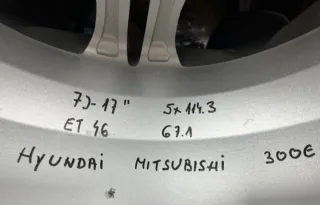 7J-17" 5x114.3
ET 46 67.1
HYUNDAi MITSUBISHi 300€